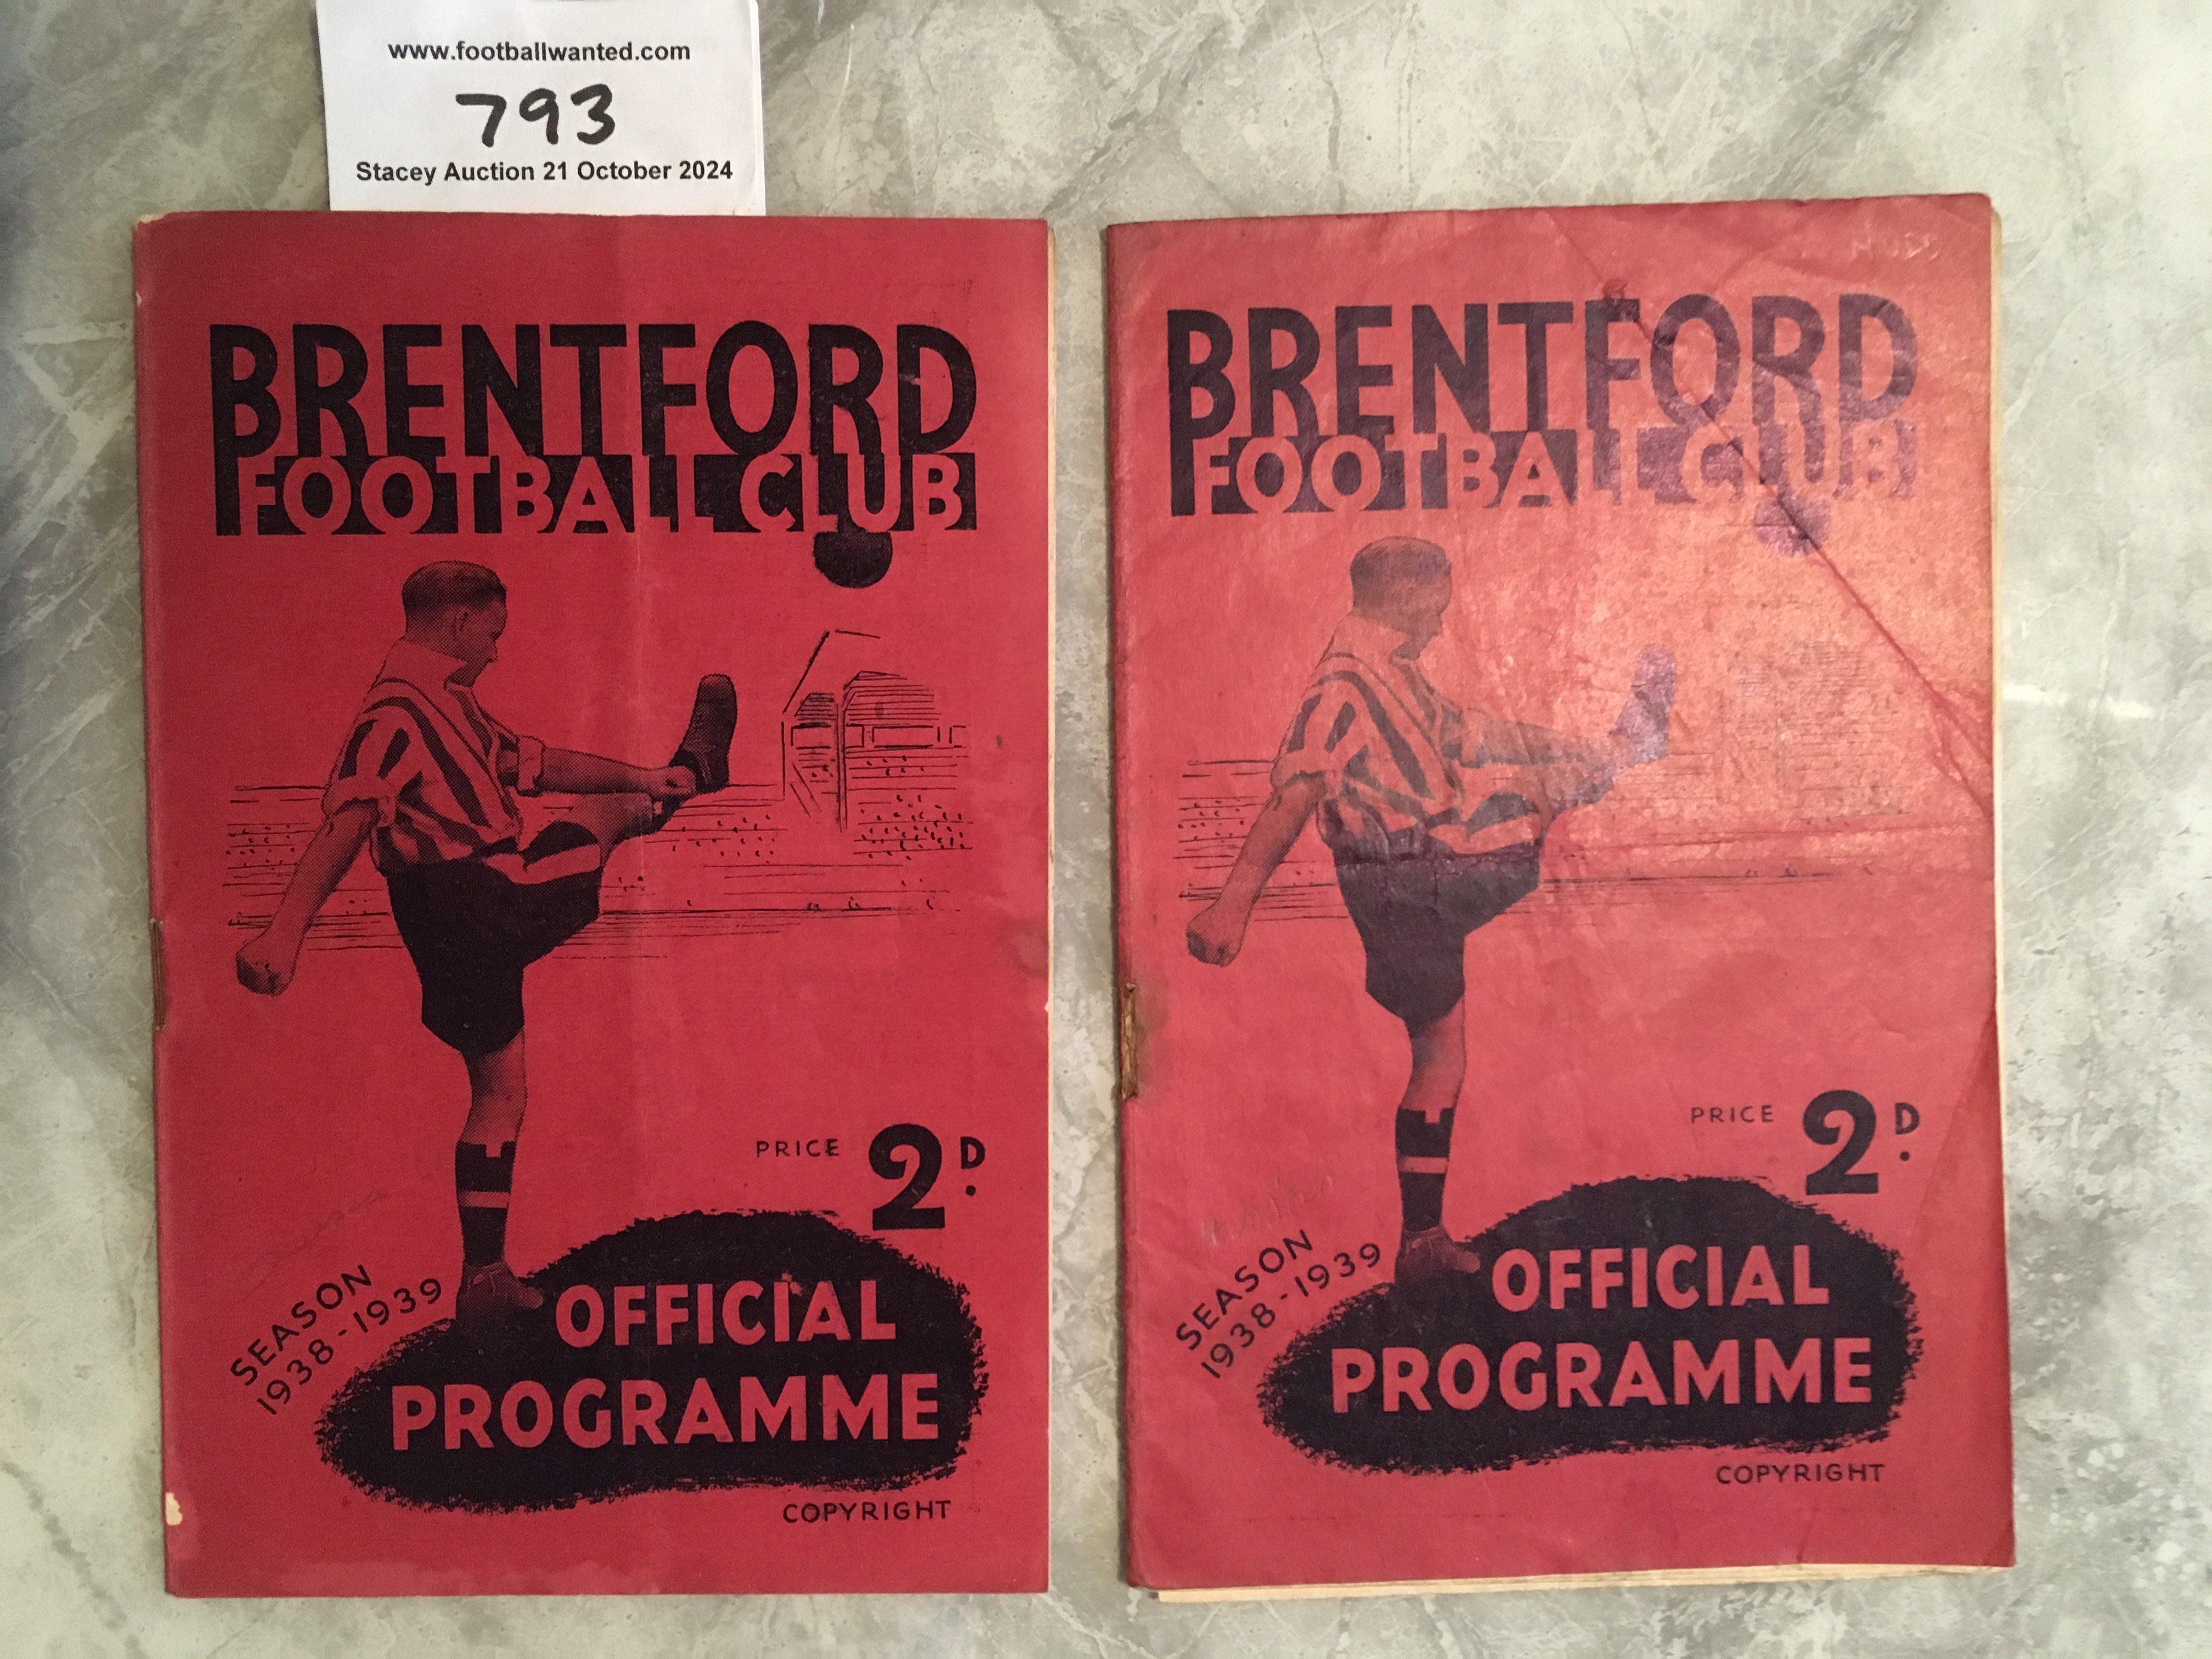 www.footballwanted.com
793
Stacey Auction 21 October 2024
BRENTFORD
FOOTBALL CLUB
PRICE 2D.
SEASON
1938-1939
OFFICIAL
PROGRAMME
COPYRIGHT
BRENTFORD
FOOTBALL CLUB
PRICE 2D.
SEASON
1938-1939
OFFICIAL
PROGRAMME
COPYRIGHT